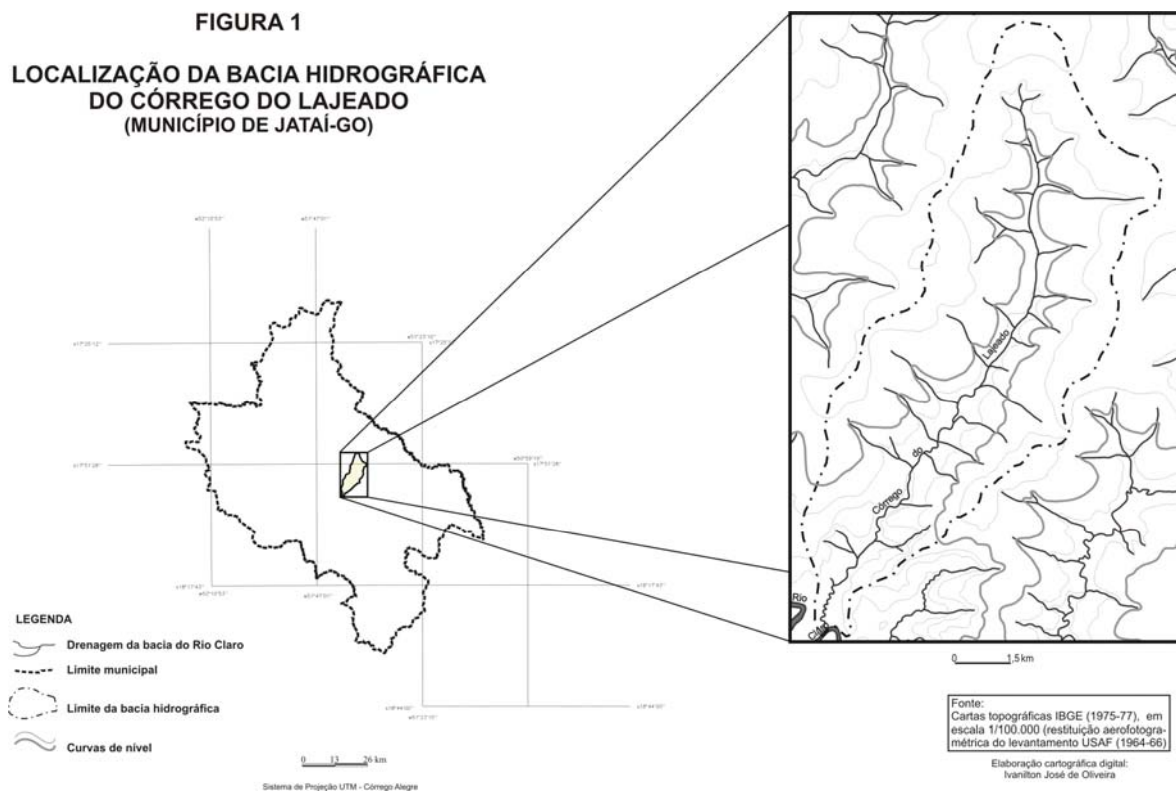 FIGURA 1
LOCALIZAÇÃO DA BACIA HIDROGRÁFICA
DO CÓRREGO DO LAJEADO
(MUNICÍPIO DE JATAÍ-GO)
LEGENDA
Drenagem da bacia do Rio Claro
Limite municipal
Limite da bacia hidrográfica
Curvas de nível
0 13 26 km
Sistema de Projeção UTM - Córrego Alegre
Lajeado
do
Córrego
Rio
Claro
0 1,5 km
Fonte:
Cartas topográficas IBGE (1975-77), em
escala 1/100.000 (restituição aerofotogra-
métrica do levantamento USAF (1964-66)
Elaboração cartográfica digital:
Ivanilton José de Oliveira